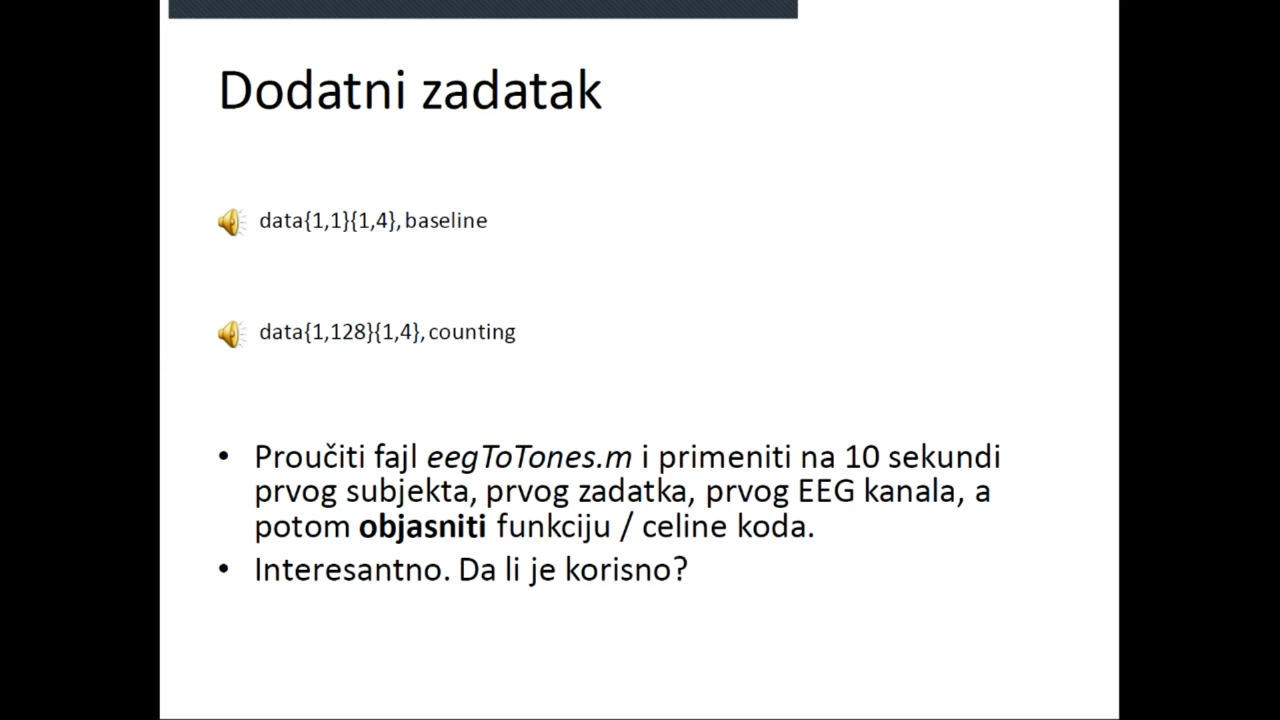 Dodatni zadatak
data{1,1}{1,4}, baseline
data{1,128}{1,4}, counting
• Proučiti fajl eegToTones.m i primeniti na 10 sekundi
prvog subjekta, prvog zadatka, prvog EEG kanala, a
potom objasniti funkciju / celine koda.
• Interesantno. Da li je korisno?